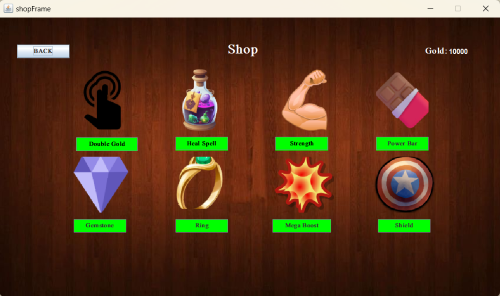 shopFrame
BACK
Shop
Gold: 10000
Double Gold
Heal Spell
Strength
Power Bar
Gemstone
Ring
Mega Boost
Shield